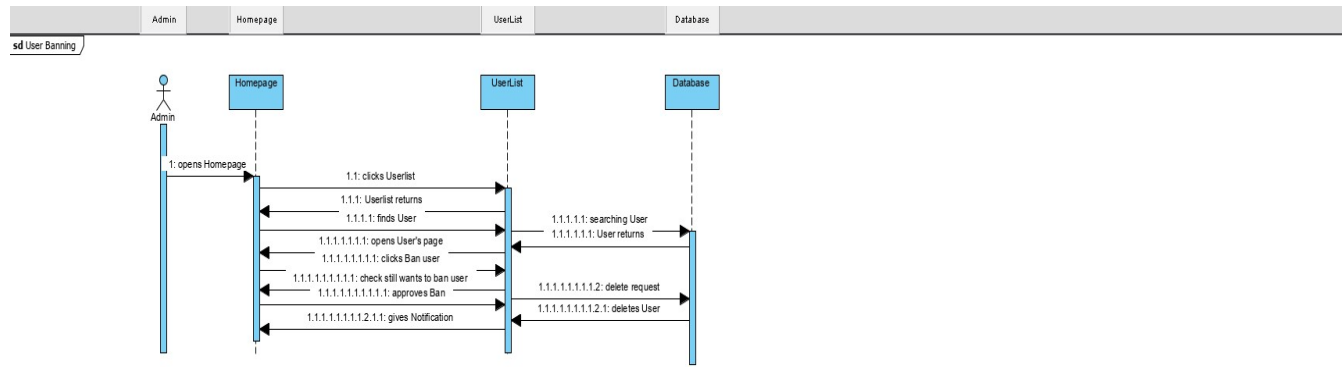 Admin Homepage UserList Database
sd User Banning
Homepage UserList Database
Admin
1: opens Homepage
1.1: clicks Userlist
1.1.1: Userlist returns
1.1.1.1: finds User
1.1.1.1.1: searching User
1.1.1.1.1.1: User returns
1.1.1.1.1.1.1: opens User's page
1.1.1.1.1.1.1.1: clicks Ban user
1.1.1.1.1.1.1.1.1: check still wants to ban user
1.1.1.1.1.1.1.1.1.1: approves Ban
1.1.1.1.1.1.1.1.2: delete request
1.1.1.1.1.1.1.1.2.1: deletes User
1.1.1.1.1.1.1.1.2.1.1: gives Notification